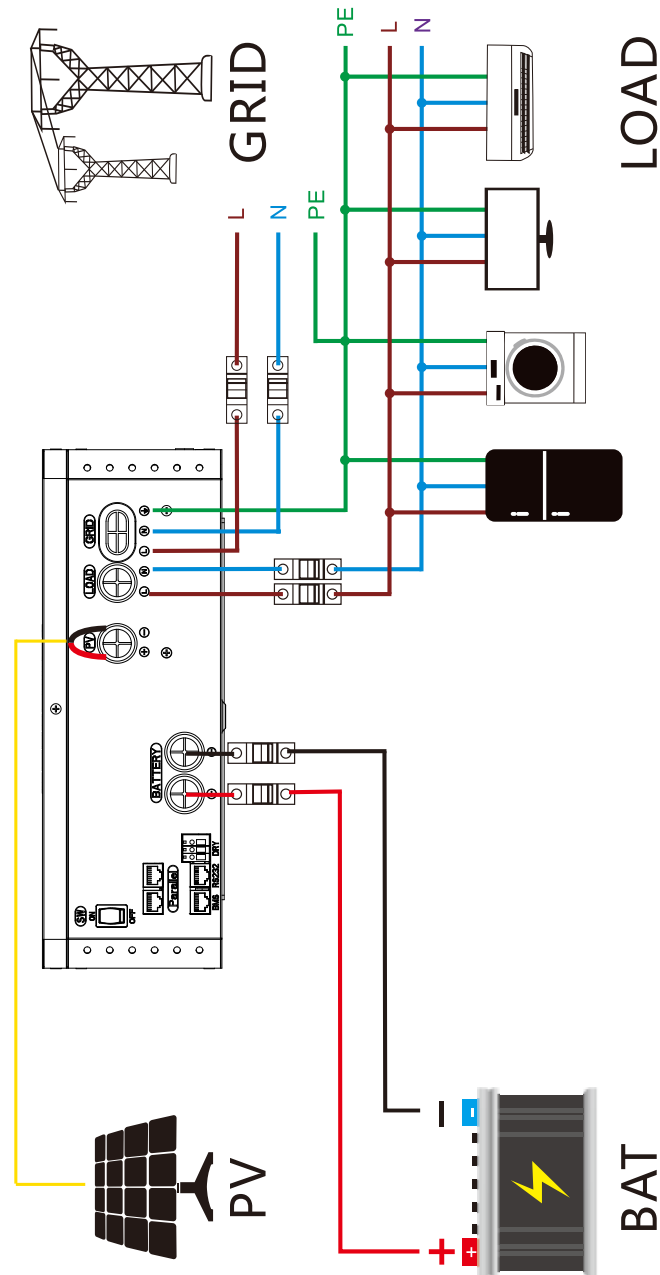 SW
ON
OFF
PV
LOAD
GRID
+ -
L N
L N
BATTERY
+ -
Parallel
BMS RS232 DRY
PV
GRID
L
N
PE
PE
L
N
- 
+
-
+
BAT
LOAD